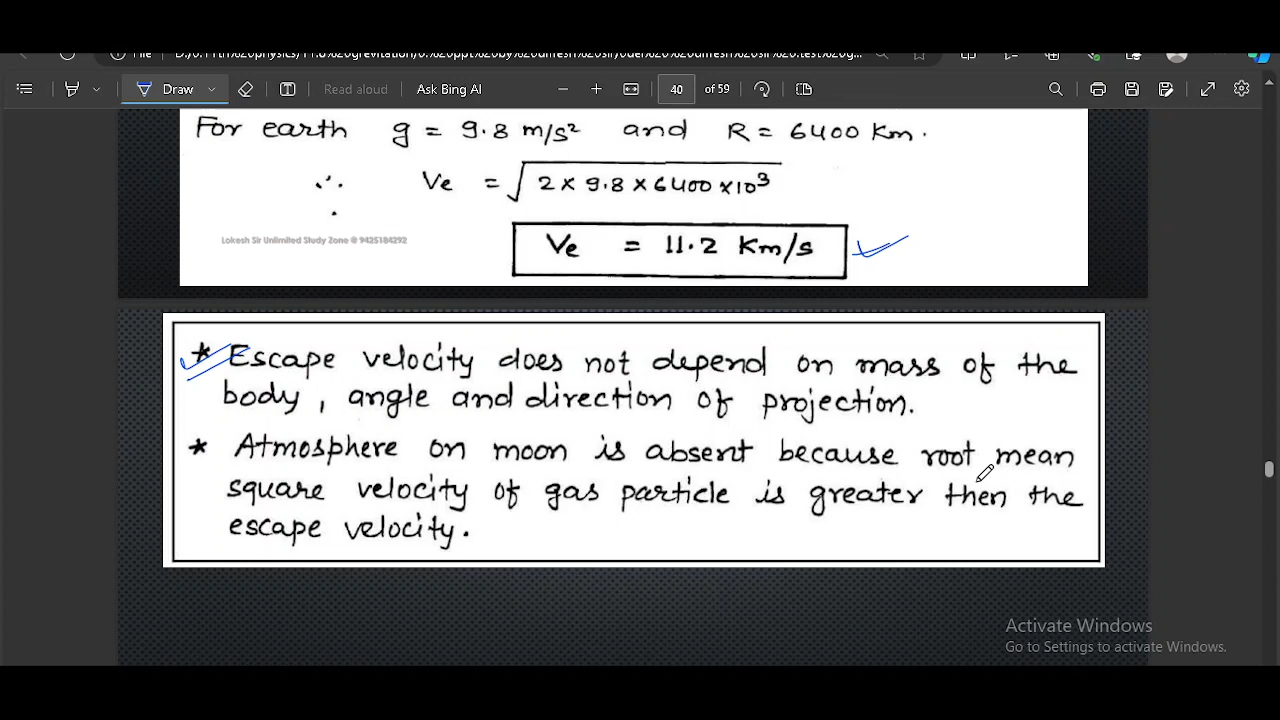 Draw
Read aloud
Ask Bing AI
40 of 59
For earth g = 9.8 m/s² and R = 6400 Km.
∴ Ve = √2 × 9.8 × 6400 × 10³
Lokesh Sir Unlimited Study Zone @ 9425184292
Ve = 11.2 Km/s
* Escape velocity does not depend on mass of the
body, angle and direction of projection.
* Atmosphere on moon is absent because root mean
square velocity of gas particle is greater then the
escape velocity.
Activate Windows
Go to Settings to activate Windows.